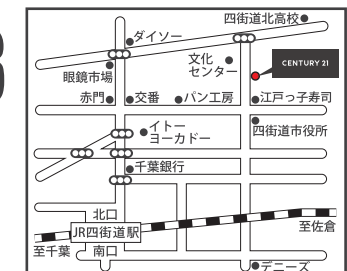 四街道北高校
ダイソー
文化
センター
CENTURY 21
眼鏡市場
赤門
交番
パン工房
江戸っ子寿司
イトー
ヨーカドー
四街道市役所
千葉銀行
北口
JR四街道駅
南口
至千葉
至佐倉
デニーズ